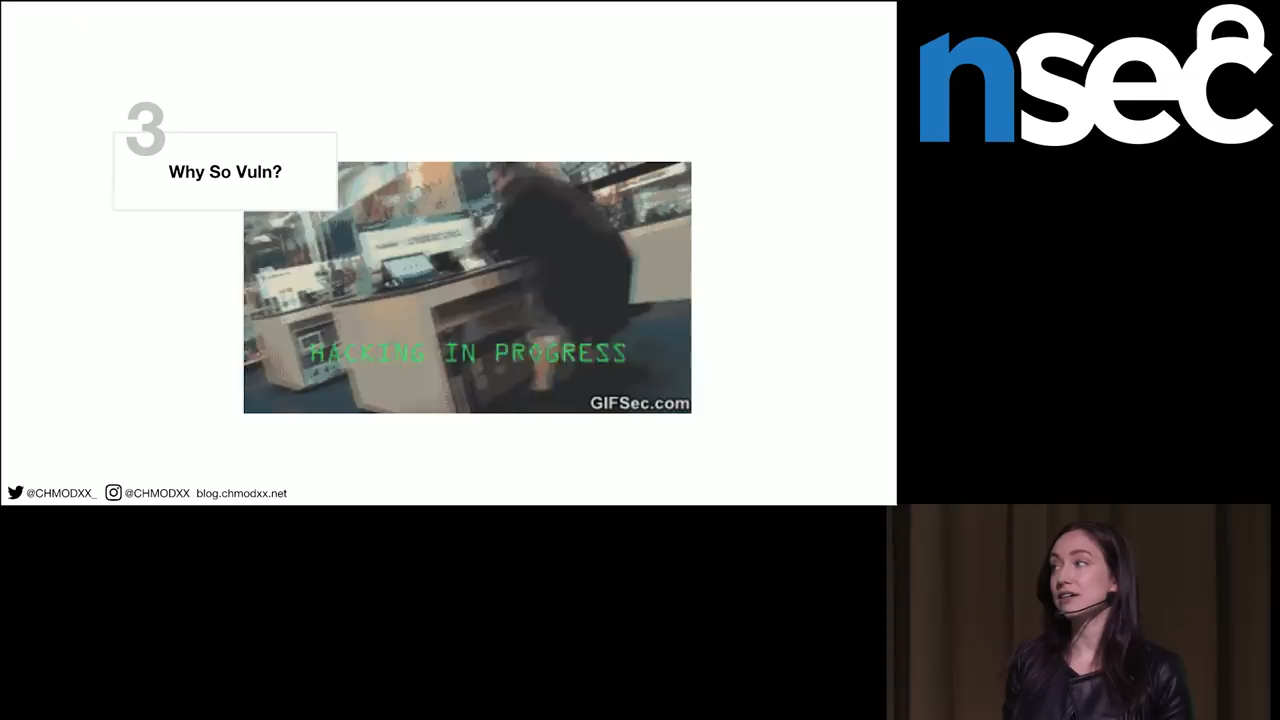 3
Why So Vuln?
HACKING IN PROGRESS
GIFSec.com
@CHMODXX_ @CHMODXX blog.chmodxx.net
nsec